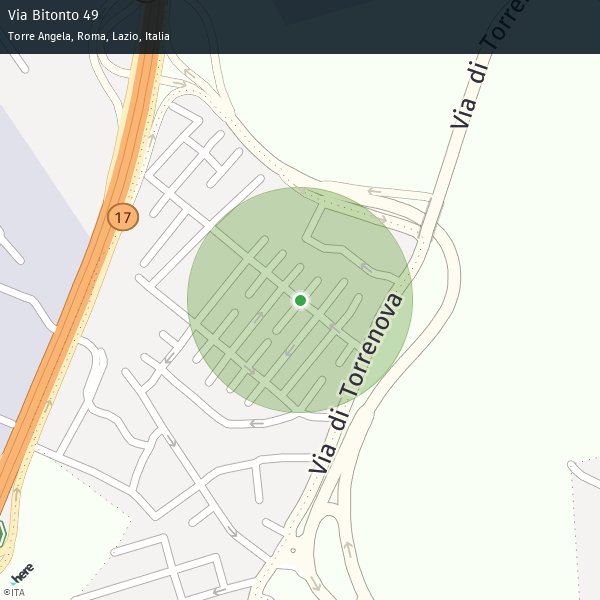 Via Bitonto 49
Torre Angela, Roma, Lazio, Italia
Via di Torre
17
Via di Torrenova
here
©ITA